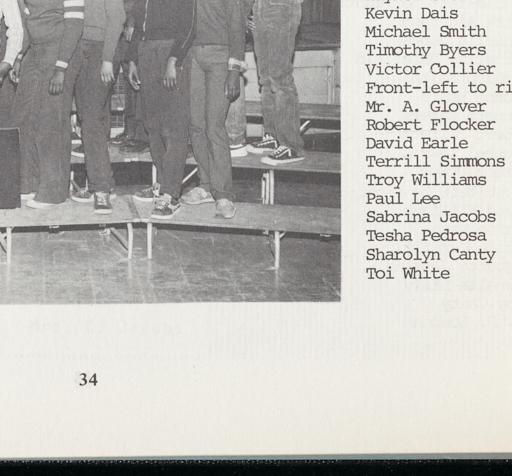 Kevin Dais
Michael Smith
Timothy Byers
Victor Collier
Front-left to ri
Mr. A. Glover
Robert Flocker
David Earle
Terrill Simmons
Troy Williams
Paul Lee
Sabrina Jacobs
Tesha Pedrosa
Sharolyn Canty
Toi White
34